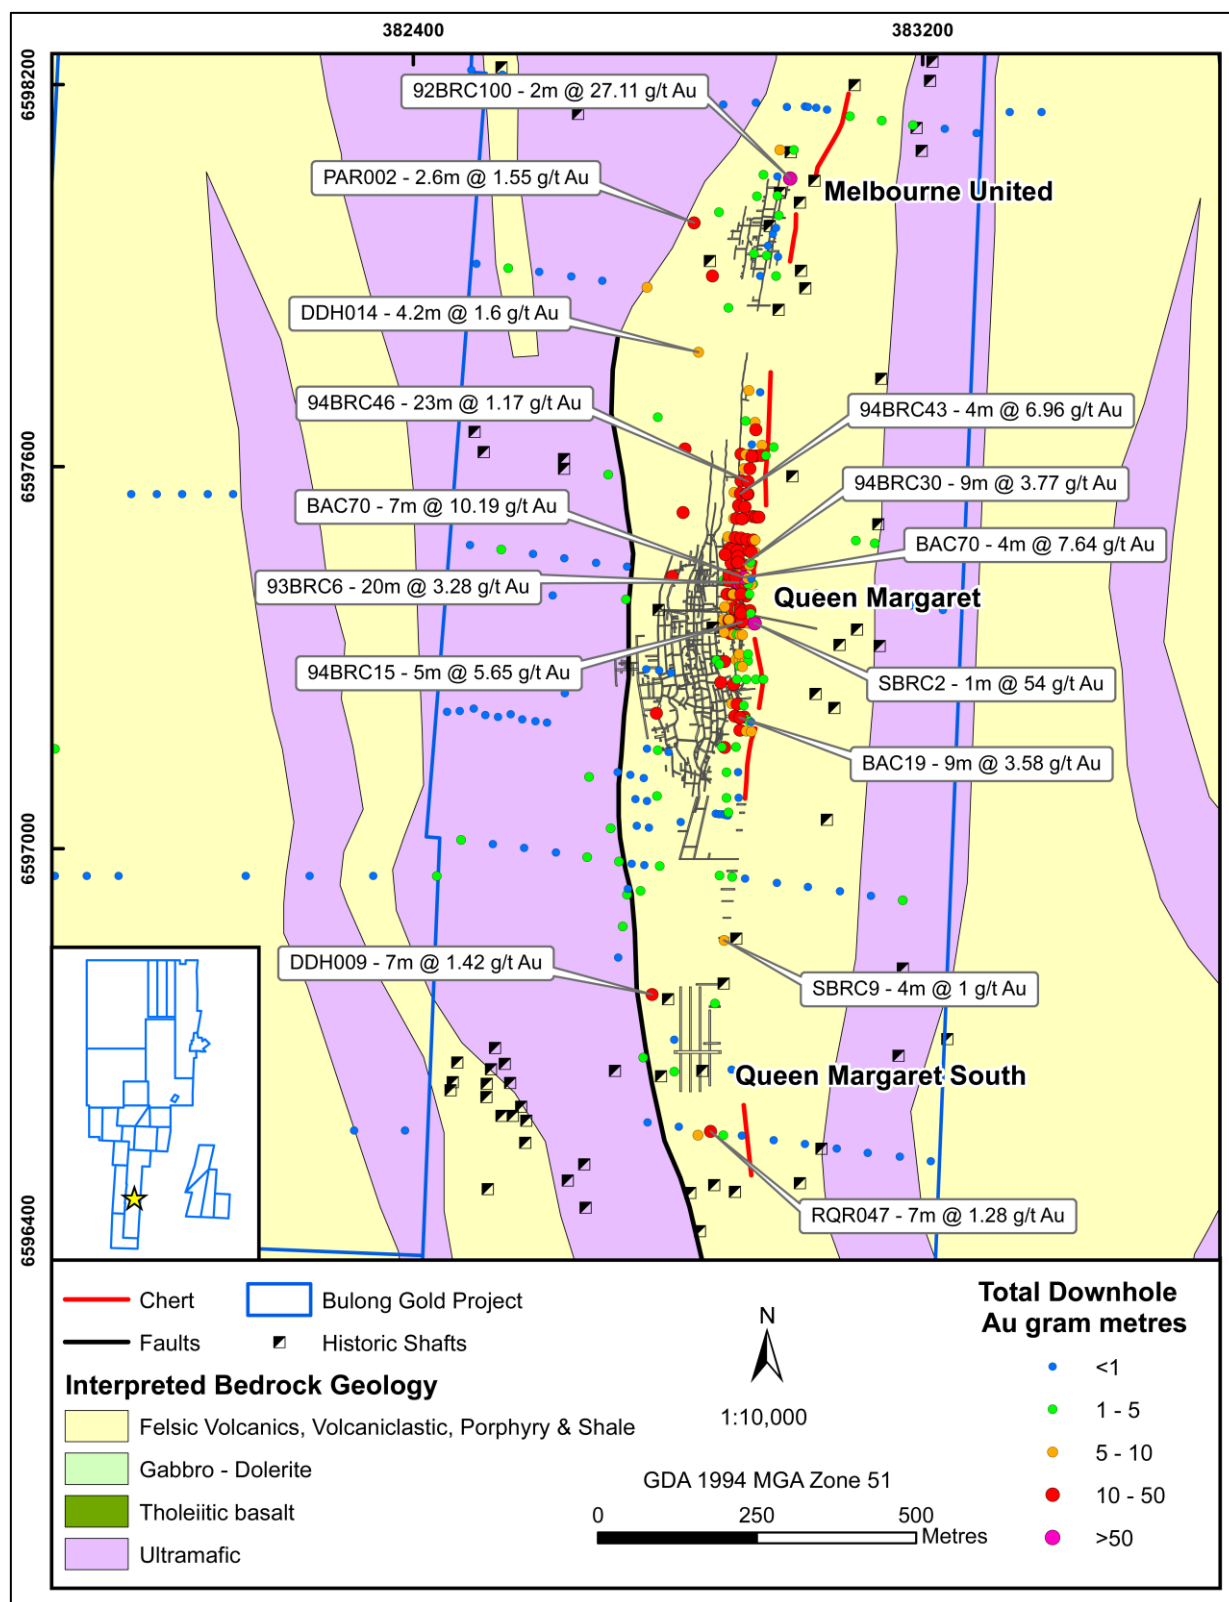 382400
383200
6598200
6597600
6597000
6596400
92BRC100 - 2m @ 27.11 g/t Au
PAR002 - 2.6m @ 1.55 g/t Au
Melbourne United
DDH014 - 4.2m @ 1.6 g/t Au
94BRC46 - 23m @ 1.17 g/t Au
94BRC43 - 4m @ 6.96 g/t Au
94BRC30 - 9m @ 3.77 g/t Au
BAC70 - 7m @ 10.19 g/t Au
BAC70 - 4m @ 7.64 g/t Au
93BRC6 - 20m @ 3.28 g/t Au
Queen Margaret
94BRC15 - 5m @ 5.65 g/t Au
SBRC2 - 1m @ 54 g/t Au
BAC19 - 9m @ 3.58 g/t Au
DDH009 - 7m @ 1.42 g/t Au
SBRC9 - 4m @ 1 g/t Au
Queen Margaret South
RQR047 - 7m @ 1.28 g/t Au
Chert
Bulong Gold Project
Faults
Historic Shafts
Interpreted Bedrock Geology
Felsic Volcanics, Volcaniclastic, Porphyry & Shale
Gabbro - Dolerite
Tholeiitic basalt
Ultramafic
N
1:10,000
GDA 1994 MGA Zone 51
0 250 500
Metres
Total Downhole
Au gram metres
<1
1 - 5
5 - 10
10 - 50
>50